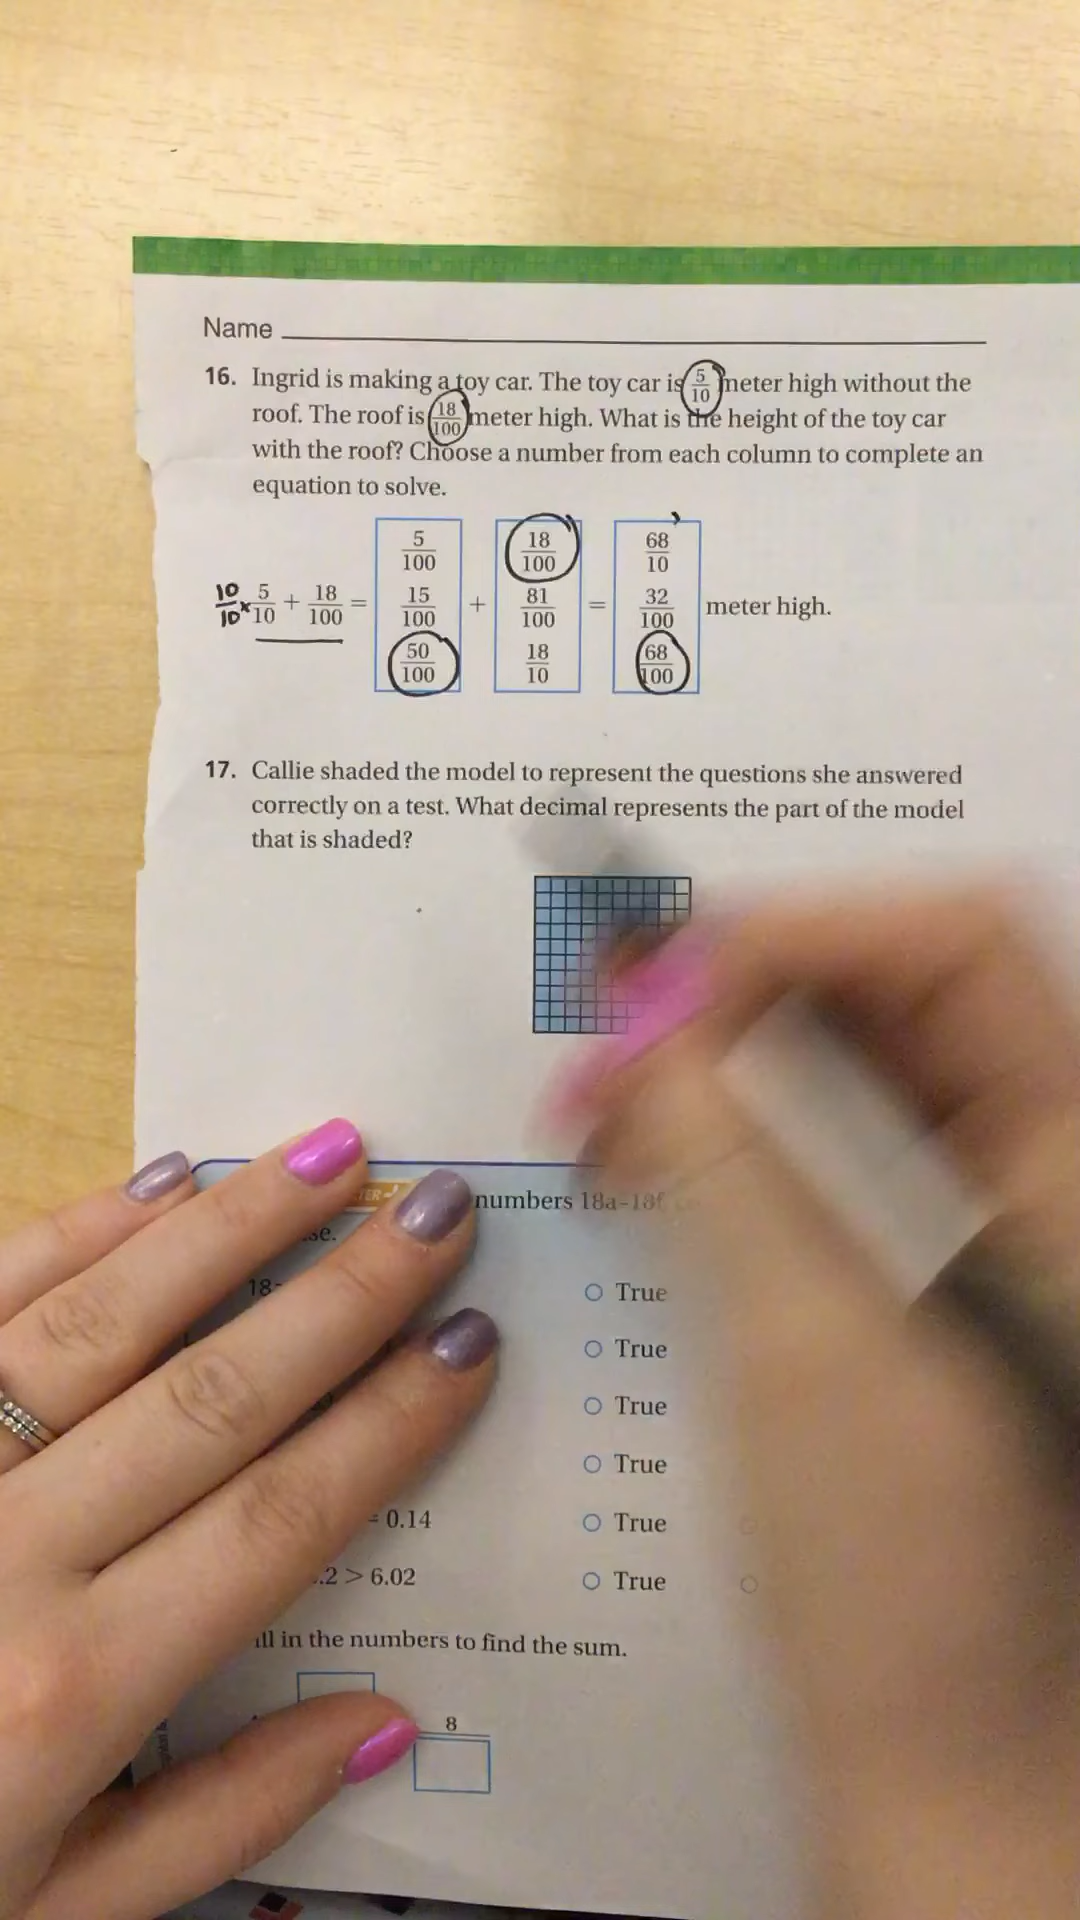 Name
16. Ingrid is making a toy car. The toy car is 5/10 meter high without the
roof. The roof is 18/100 meter high. What is the height of the toy car
with the roof? Choose a number from each column to complete an
equation to solve.
5/100 18/100 68/10
10/10 × 5/10 + 18/100 = 15/100 + 81/100 = 32/100 meter high.
50/100 18/10 68/100
17. Callie shaded the model to represent the questions she answered
correctly on a test. What decimal represents the part of the model
that is shaded?
numbers 18a–18f
se.
18
True
True
True
True
= 0.14 True
.2 > 6.02 True
ill in the numbers to find the sum.
8